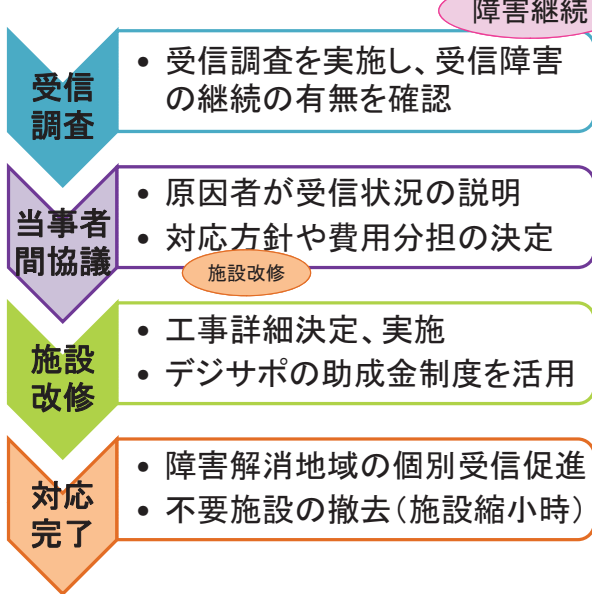 障害継続
受信
調査
• 受信調査を実施し、受信障害
の継続の有無を確認
当事者
間協議
• 原因者が受信状況の説明
• 対応方針や費用分担の決定
施設改修
施設
改修
• 工事詳細決定、実施
• デジサポの助成金制度を活用
対応
完了
• 障害解消地域の個別受信促進
• 不要施設の撤去(施設縮小時)